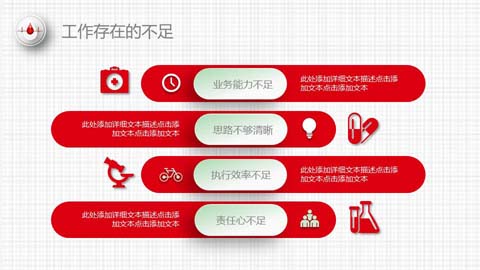 工作存在的不足
业务能力不足
此处添加详细文本描述点击添
加文本点击添加文本
此处添加详细文本描述点击添
加文本点击添加文本
思路不够清晰
执行效率不足
此处添加详细文本描述点击添
加文本点击添加文本
此处添加详细文本描述点击添
加文本点击添加文本
责任心不足